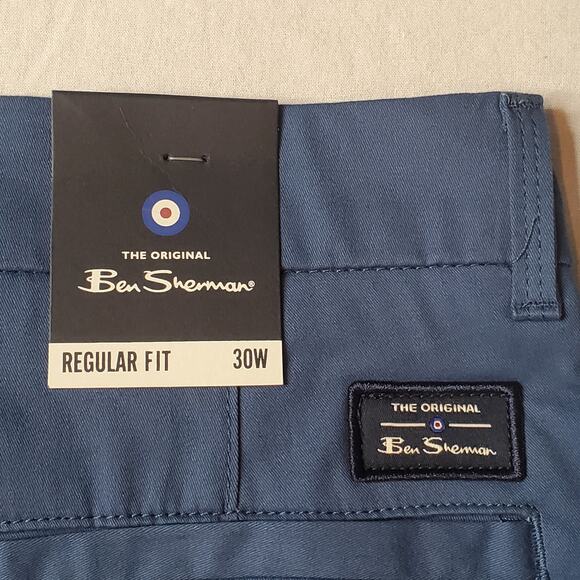 THE ORIGINAL
Ben Sherman®
REGULAR FIT 30W
THE ORIGINAL
Ben Sherman